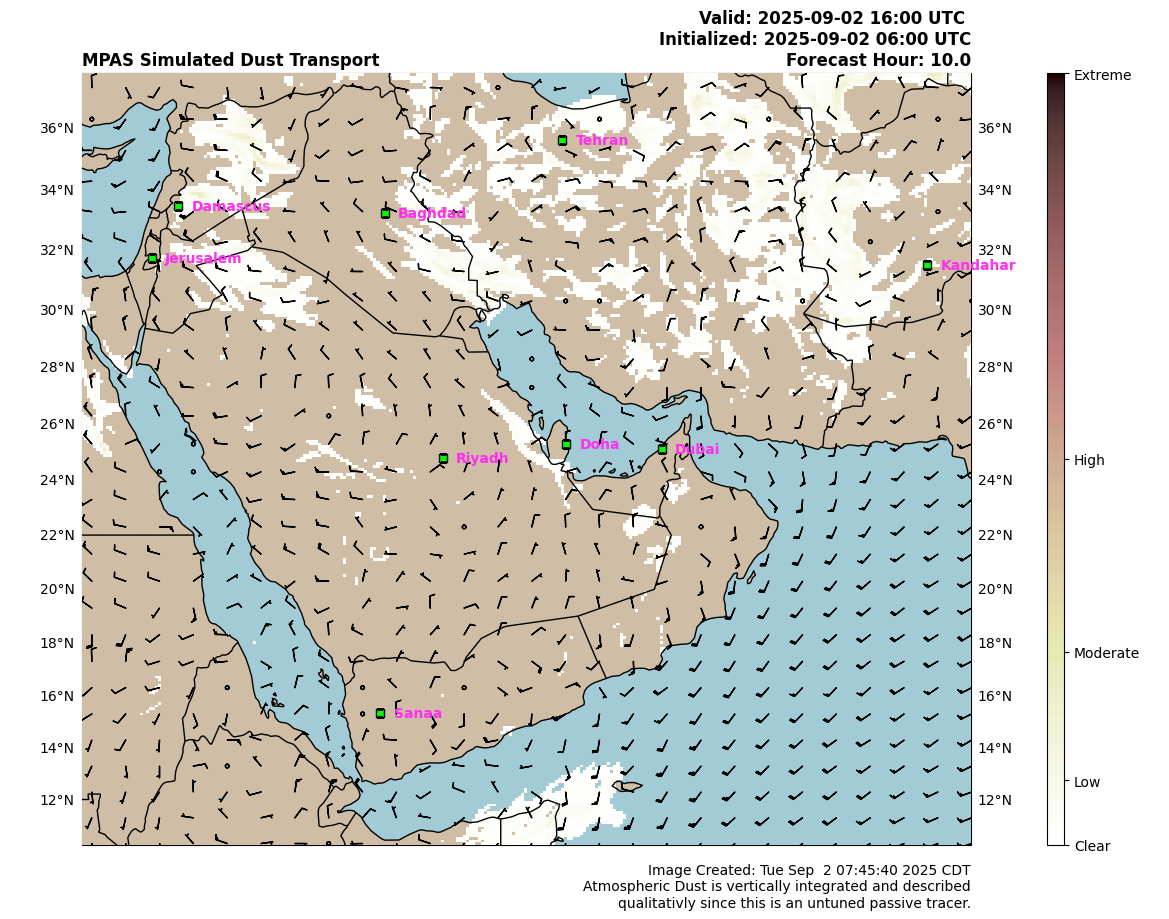 Valid: 2025-09-02 16:00 UTC
Initialized: 2025-09-02 06:00 UTC
MPAS Simulated Dust Transport Forecast Hour: 10.0
Extreme
36°N 36°N
Tehran
34°N 34°N
Damascus Baghdad
32°N 32°N
Jerusalem Kandahar
30°N 30°N
28°N 28°N
26°N 26°N
Doha Dubai
Riyadh High
24°N 24°N
22°N 22°N
20°N 20°N
18°N 18°N
Moderate
16°N 16°N
Sanaa
14°N 14°N
Low
12°N 12°N
Clear
Image Created: Tue Sep  2 07:45:40 2025 CDT
Atmospheric Dust is vertically integrated and described
qualitativly since this is an untuned passive tracer.